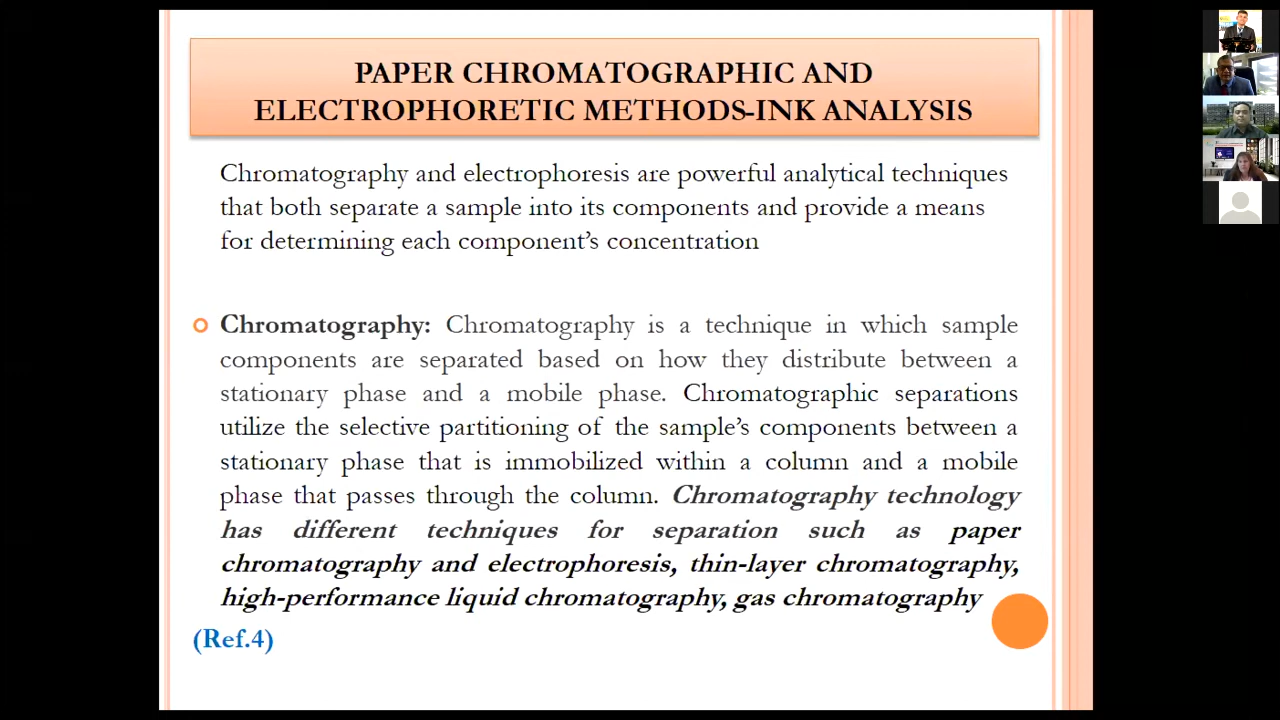 PAPER CHROMATOGRAPHIC AND
ELECTROPHORETIC METHODS-INK ANALYSIS
Chromatography and electrophoresis are powerful analytical techniques
that both separate a sample into its components and provide a means
for determining each component's concentration
Chromatography: Chromatography is a technique in which sample
components are separated based on how they distribute between a
stationary phase and a mobile phase. Chromatographic separations
utilize the selective partitioning of the sample's components between a
stationary phase that is immobilized within a column and a mobile
phase that passes through the column. Chromatography technology
has different techniques for separation such as paper
chromatography and electrophoresis, thin-layer chromatography,
high-performance liquid chromatography, gas chromatography
(Ref.4)